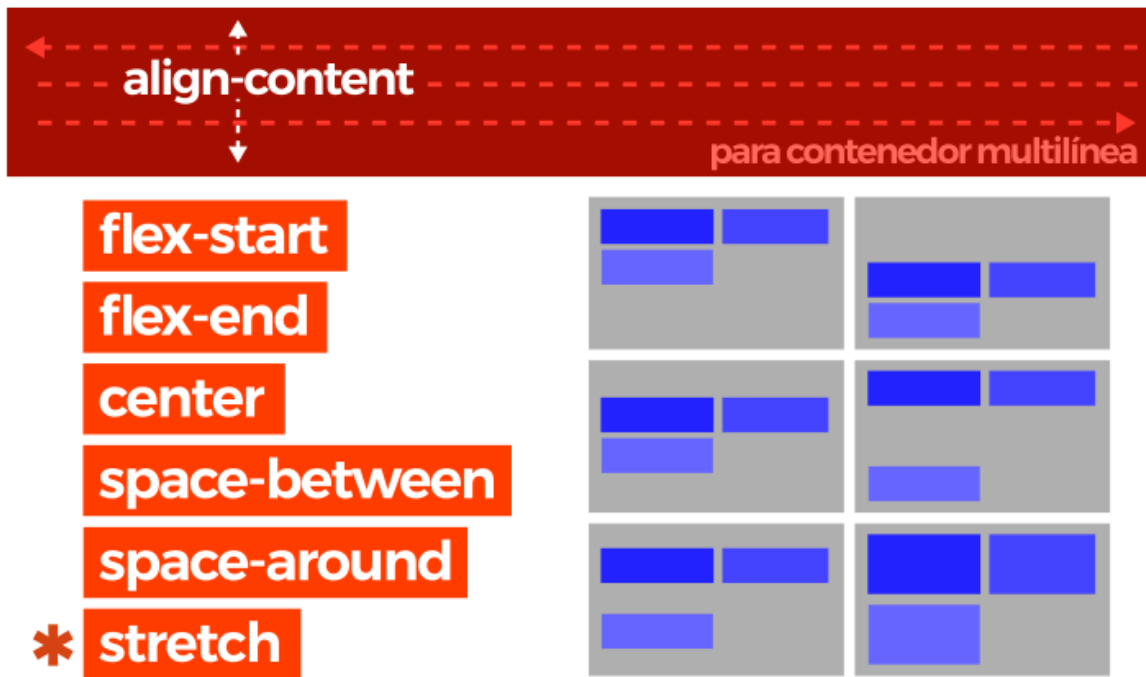 align-content
para contenedor multilínea
flex-start
flex-end
center
space-between
space-around
* stretch